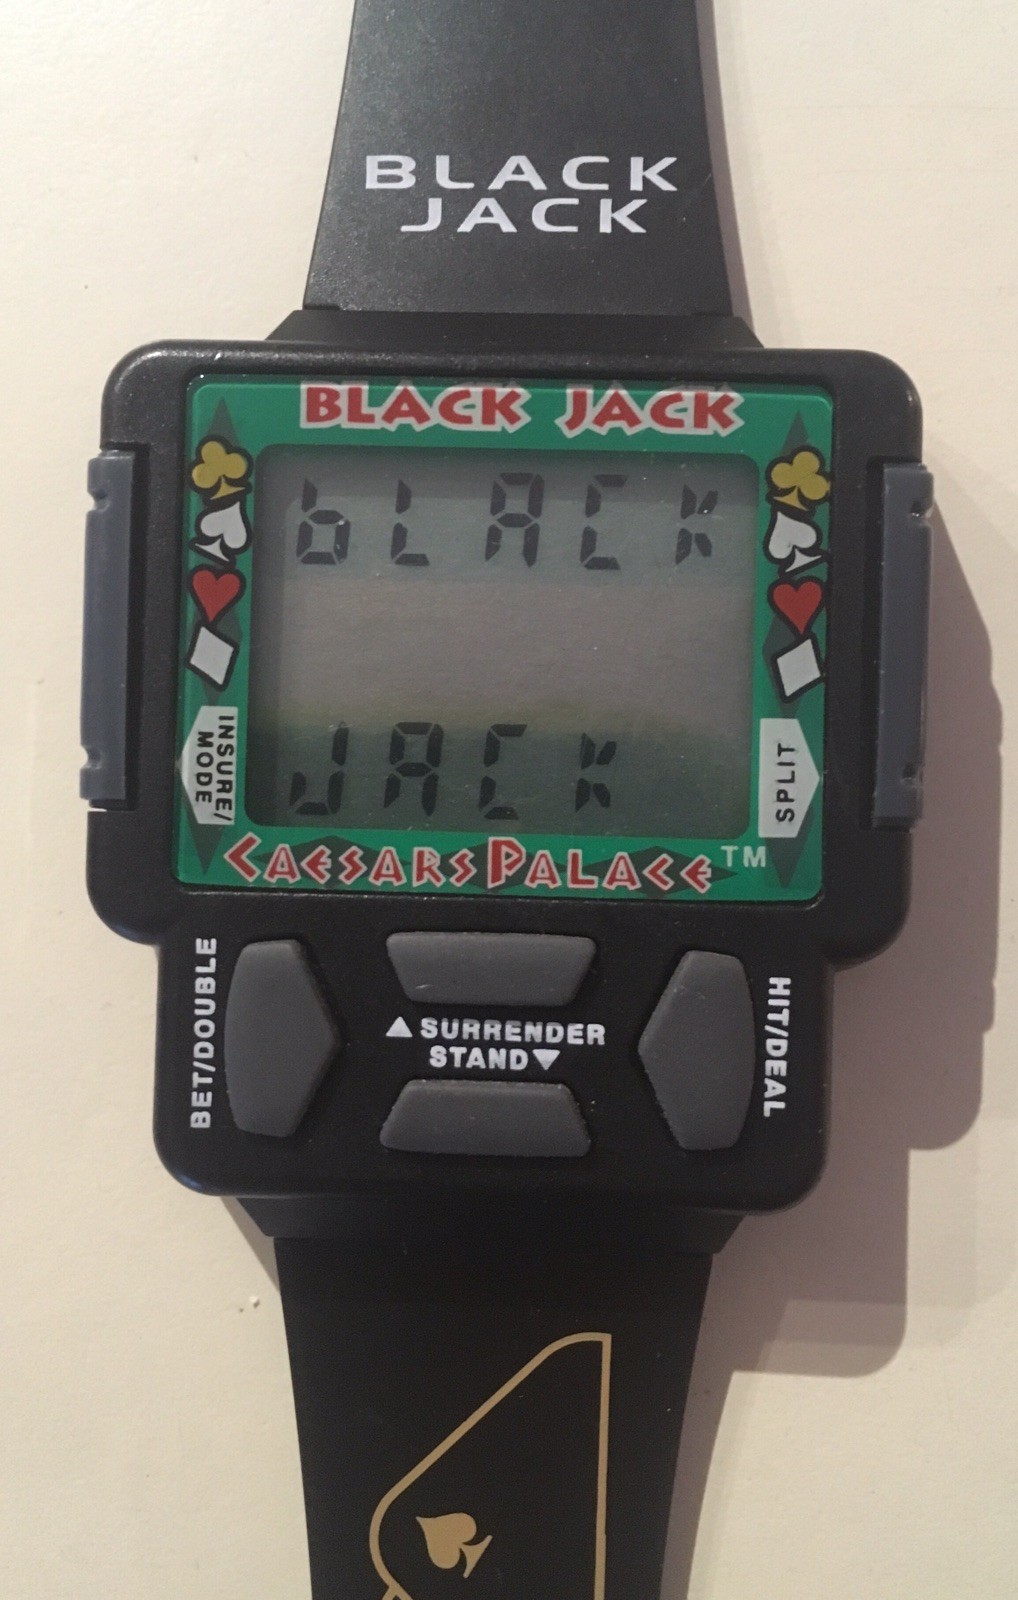 BLACK
JACK
BLACK JACK
bLACK
JACK
INSURE/
MODE
SPLIT
CAESARS PALACE™
BET/DOUBLE
▲SURRENDER
STAND▼
HIT/DEAL